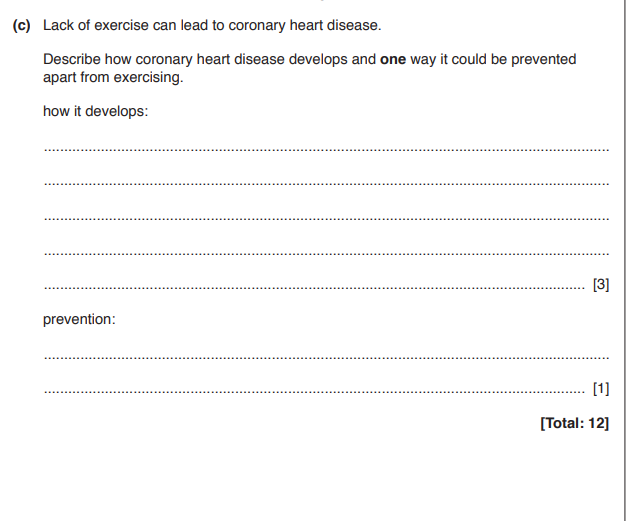 (c) Lack of exercise can lead to coronary heart disease.
Describe how coronary heart disease develops and one way it could be prevented
apart from exercising.
how it develops:
..........................................................................................................................................
..........................................................................................................................................
..........................................................................................................................................
..........................................................................................................................................
.................................................................................................................................... [3]
prevention:
..........................................................................................................................................
.................................................................................................................................... [1]
[Total: 12]